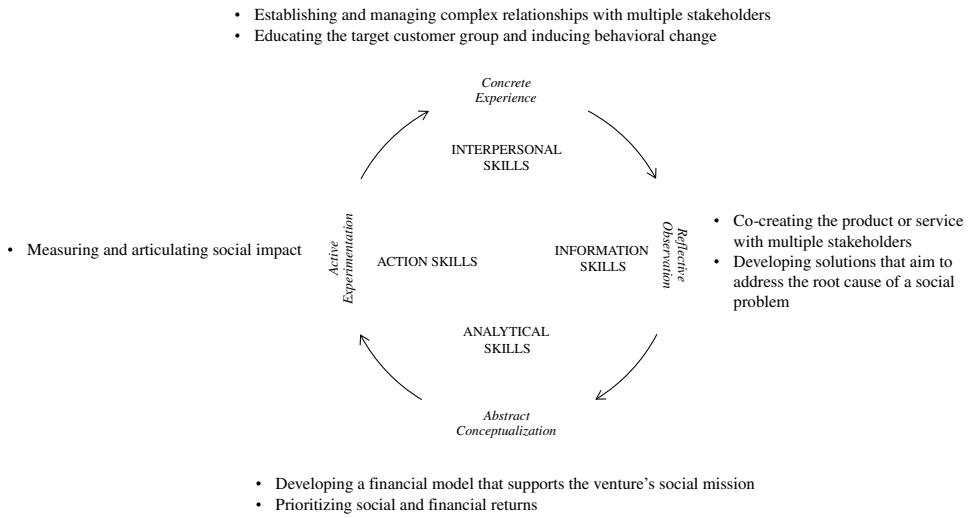 • Establishing and managing complex relationships with multiple stakeholders
• Educating the target customer group and inducing behavioral change
Concrete
Experience
INTERPERSONAL
SKILLS
• Measuring and articulating social impact
Active
Experimentation
ACTION SKILLS
INFORMATION
SKILLS
Reflective
Observation
• Co-creating the product or service
with multiple stakeholders
• Developing solutions that aim to
address the root cause of a social
problem
ANALYTICAL
SKILLS
Abstract
Conceptualization
• Developing a financial model that supports the venture's social mission
• Prioritizing social and financial returns